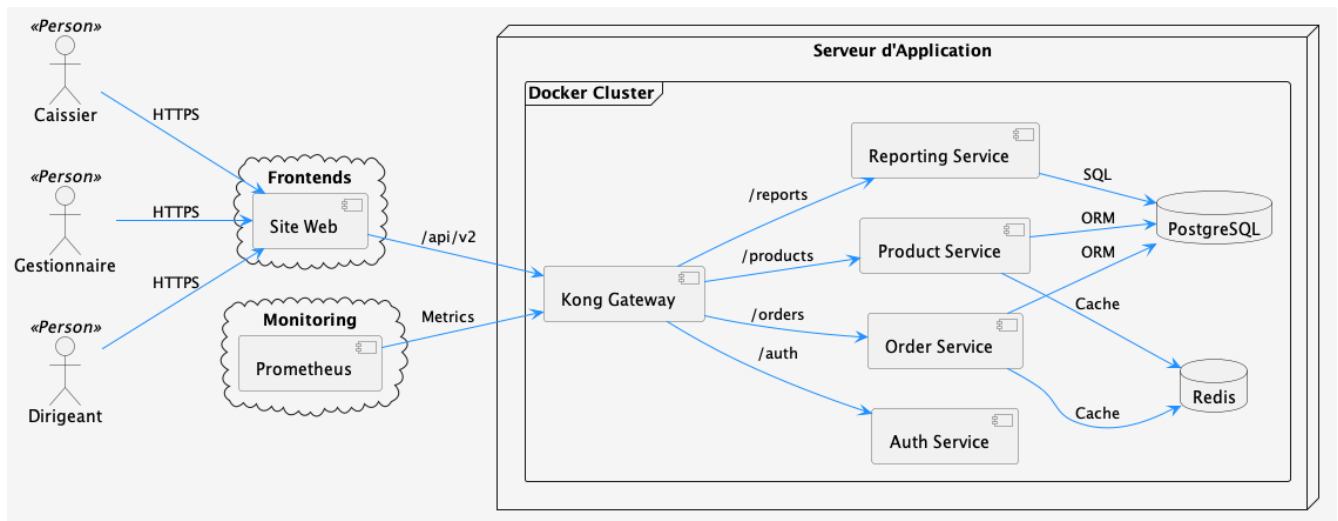 «Person»
Caissier
«Person»
Gestionnaire
«Person»
Dirigeant
HTTPS
HTTPS
HTTPS
Frontends
Site Web
Monitoring
Prometheus
/api/v2
Metrics
Serveur d'Application
Docker Cluster
Kong Gateway
/reports
/products
/orders
/auth
Reporting Service
Product Service
Order Service
Auth Service
SQL
ORM
ORM
Cache
Cache
PostgreSQL
Redis